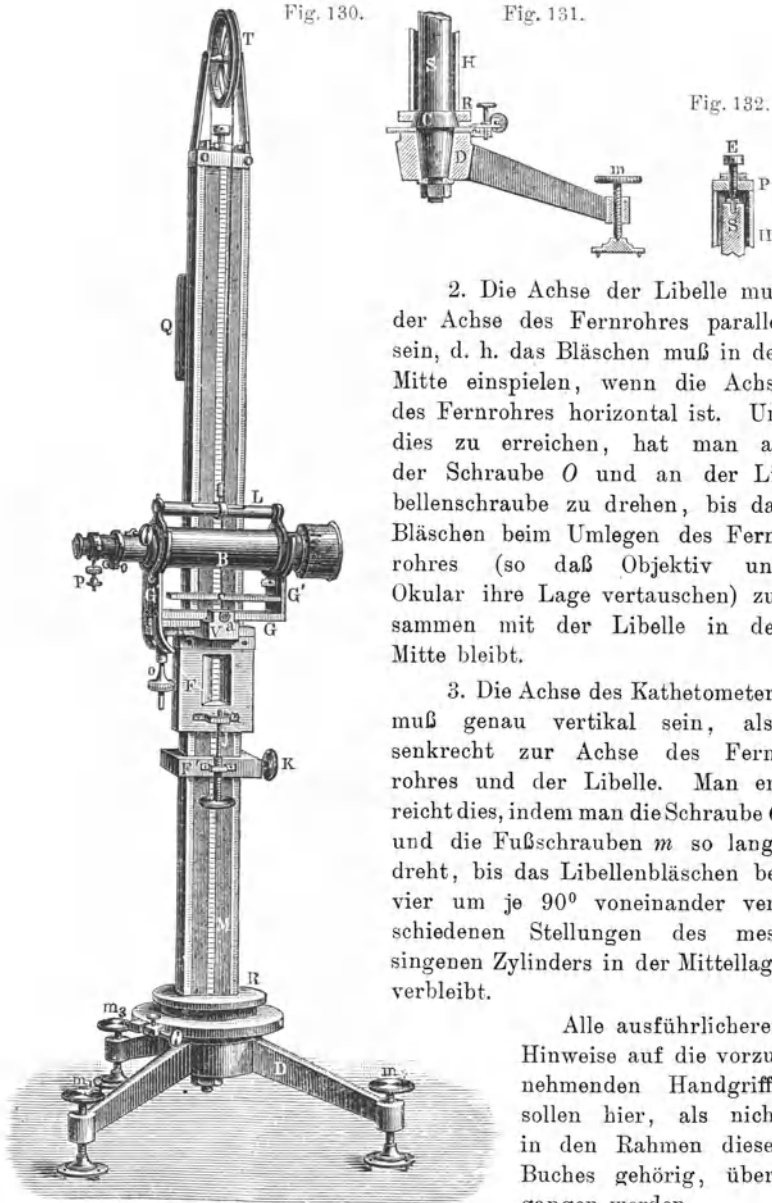 Fig. 130.
Fig. 131.
Fig. 132.
T
S
H
R
C
D
m
E
P
S
H
Q
L
B
P
G'
G
V
a
o
F
F'
K
M
R
m3
H
D
m
m
2. Die Achse der Libelle mu
der Achse des Fernrohres paralle
sein, d. h. das Bläschen muß in de
Mitte einspielen, wenn die Achs
des Fernrohres horizontal ist. Um
dies zu erreichen, hat man a
der Schraube O und an der Li
bellenschraube zu drehen, bis da
Bläschen beim Umlegen des Fern
rohres (so daß Objektiv un
Okular ihre Lage vertauschen) zu
sammen mit der Libelle in de
Mitte bleibt.
3. Die Achse des Kathetometer
muß genau vertikal sein, als
senkrecht zur Achse des Fern
rohres und der Libelle. Man er
reicht dies, indem man die Schraube
und die Fußschrauben m so lang
dreht, bis das Libellenbläschen be
vier um je 90⁰ voneinander ver
schiedenen Stellungen des mes
singenen Zylinders in der Mittellag
verbleibt.
Alle ausführlichere
Hinweise auf die vorzu
nehmenden Handgriff
sollen hier, als nich
in den Rahmen diese
Buches gehörig, über
gangen werden